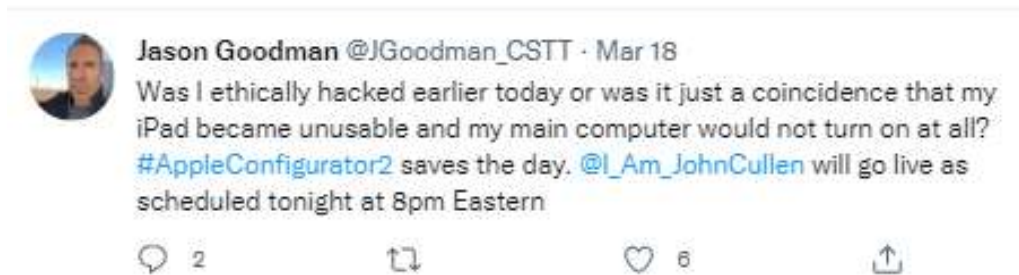 Jason Goodman @JGoodman_CSTT · Mar 18
Was I ethically hacked earlier today or was it just a coincidence that my
iPad became unusable and my main computer would not turn on at all?
#AppleConfigurator2 saves the day. @I_Am_JohnCullen will go live as
scheduled tonight at 8pm Eastern
2 6